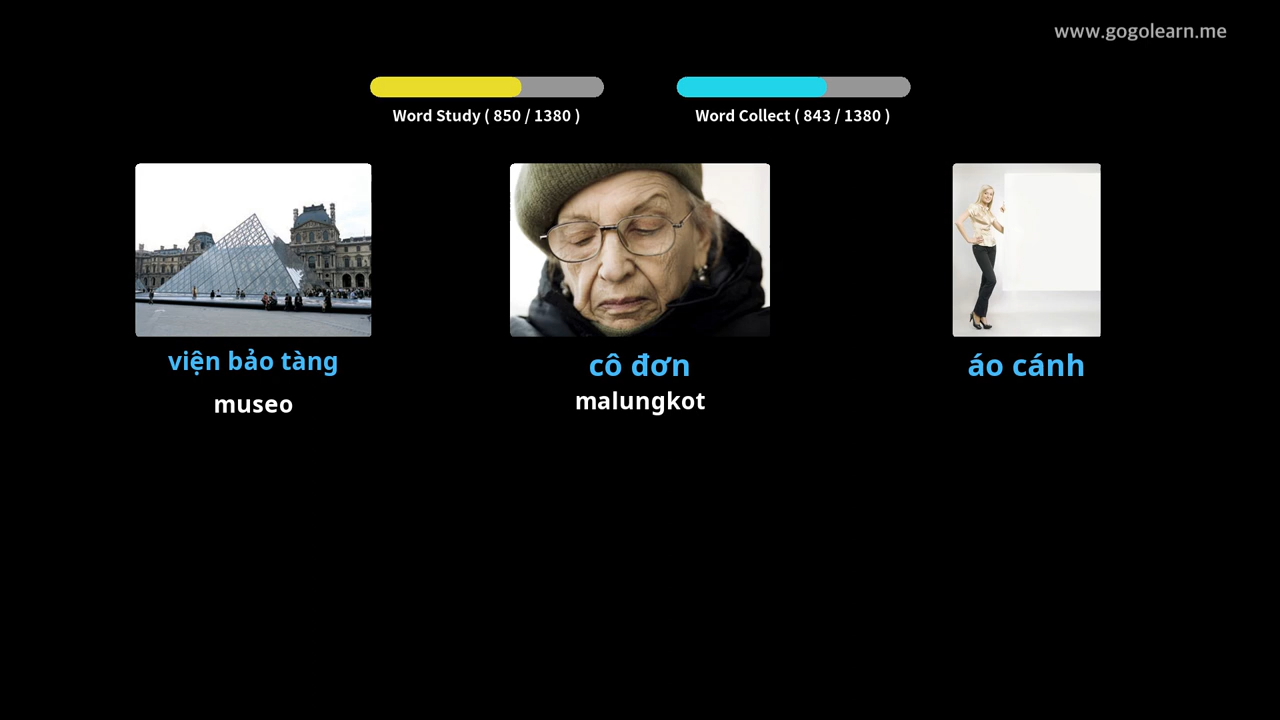 www.gogolearn.me
Word Study ( 850 / 1380 )
Word Collect ( 843 / 1380 )
viện bảo tàng
museo
cô đơn
malungkot
áo cánh